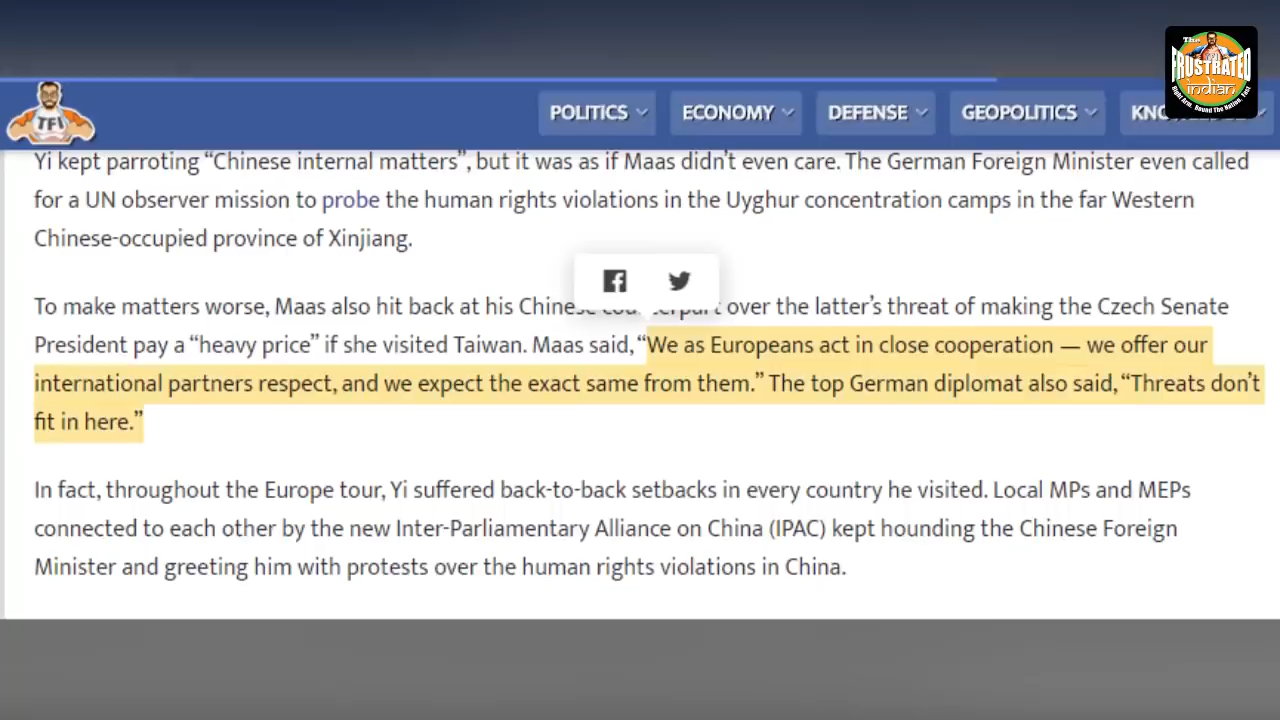 The
FRUSTRATED
indian
Right Arm. Round The Nation. Fast
TFI
POLITICS
ECONOMY
DEFENSE
GEOPOLITICS
Yi kept parroting “Chinese internal matters”, but it was as if Maas didn’t even care. The German Foreign Minister even called
for a UN observer mission to probe the human rights violations in the Uyghur concentration camps in the far Western
Chinese-occupied province of Xinjiang.
To make matters worse, Maas also hit back at his Chinese counterpart over the latter’s threat of making the Czech Senate
President pay a “heavy price” if she visited Taiwan. Maas said, “We as Europeans act in close cooperation — we offer our
international partners respect, and we expect the exact same from them.” The top German diplomat also said, “Threats don’t
fit in here.”
In fact, throughout the Europe tour, Yi suffered back-to-back setbacks in every country he visited. Local MPs and MEPs
connected to each other by the new Inter-Parliamentary Alliance on China (IPAC) kept hounding the Chinese Foreign
Minister and greeting him with protests over the human rights violations in China.